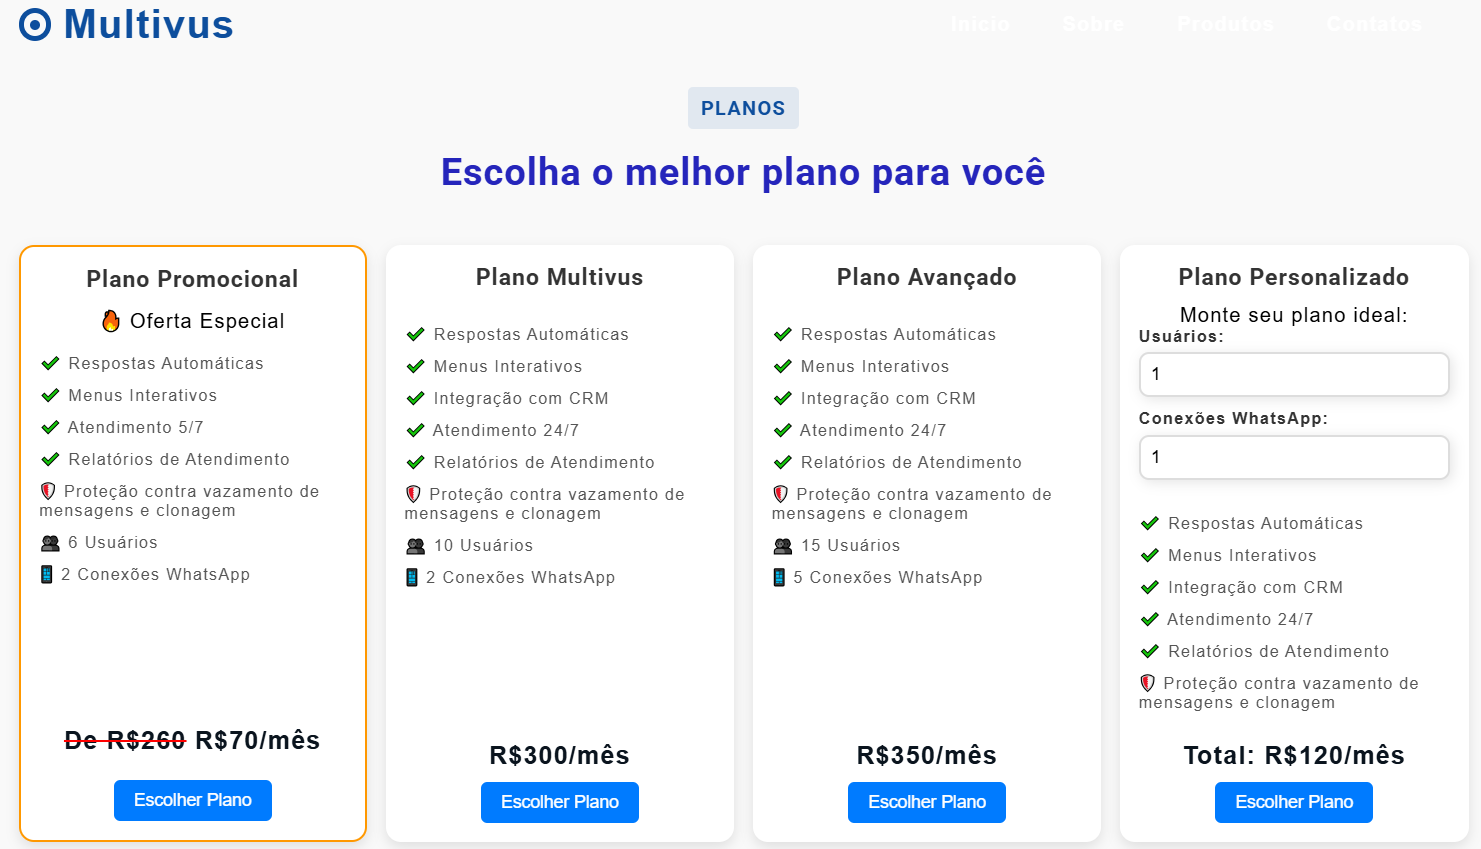 Multivus
Início Sobre Produtos Contatos
PLANOS
Escolha o melhor plano para você
Plano Promocional
🔥 Oferta Especial
✔ Respostas Automáticas
✔ Menus Interativos
✔ Atendimento 5/7
✔ Relatórios de Atendimento
🛡 Proteção contra vazamento de
mensagens e clonagem
👥 6 Usuários
📱 2 Conexões WhatsApp
De R$260 R$70/mês
Escolher Plano
Plano Multivus
✔ Respostas Automáticas
✔ Menus Interativos
✔ Integração com CRM
✔ Atendimento 24/7
✔ Relatórios de Atendimento
🛡 Proteção contra vazamento de
mensagens e clonagem
👥 10 Usuários
📱 2 Conexões WhatsApp
R$300/mês
Escolher Plano
Plano Avançado
✔ Respostas Automáticas
✔ Menus Interativos
✔ Integração com CRM
✔ Atendimento 24/7
✔ Relatórios de Atendimento
🛡 Proteção contra vazamento de
mensagens e clonagem
👥 15 Usuários
📱 5 Conexões WhatsApp
R$350/mês
Escolher Plano
Plano Personalizado
Monte seu plano ideal:
Usuários:
1
Conexões WhatsApp:
1
✔ Respostas Automáticas
✔ Menus Interativos
✔ Integração com CRM
✔ Atendimento 24/7
✔ Relatórios de Atendimento
🛡 Proteção contra vazamento de
mensagens e clonagem
Total: R$120/mês
Escolher Plano